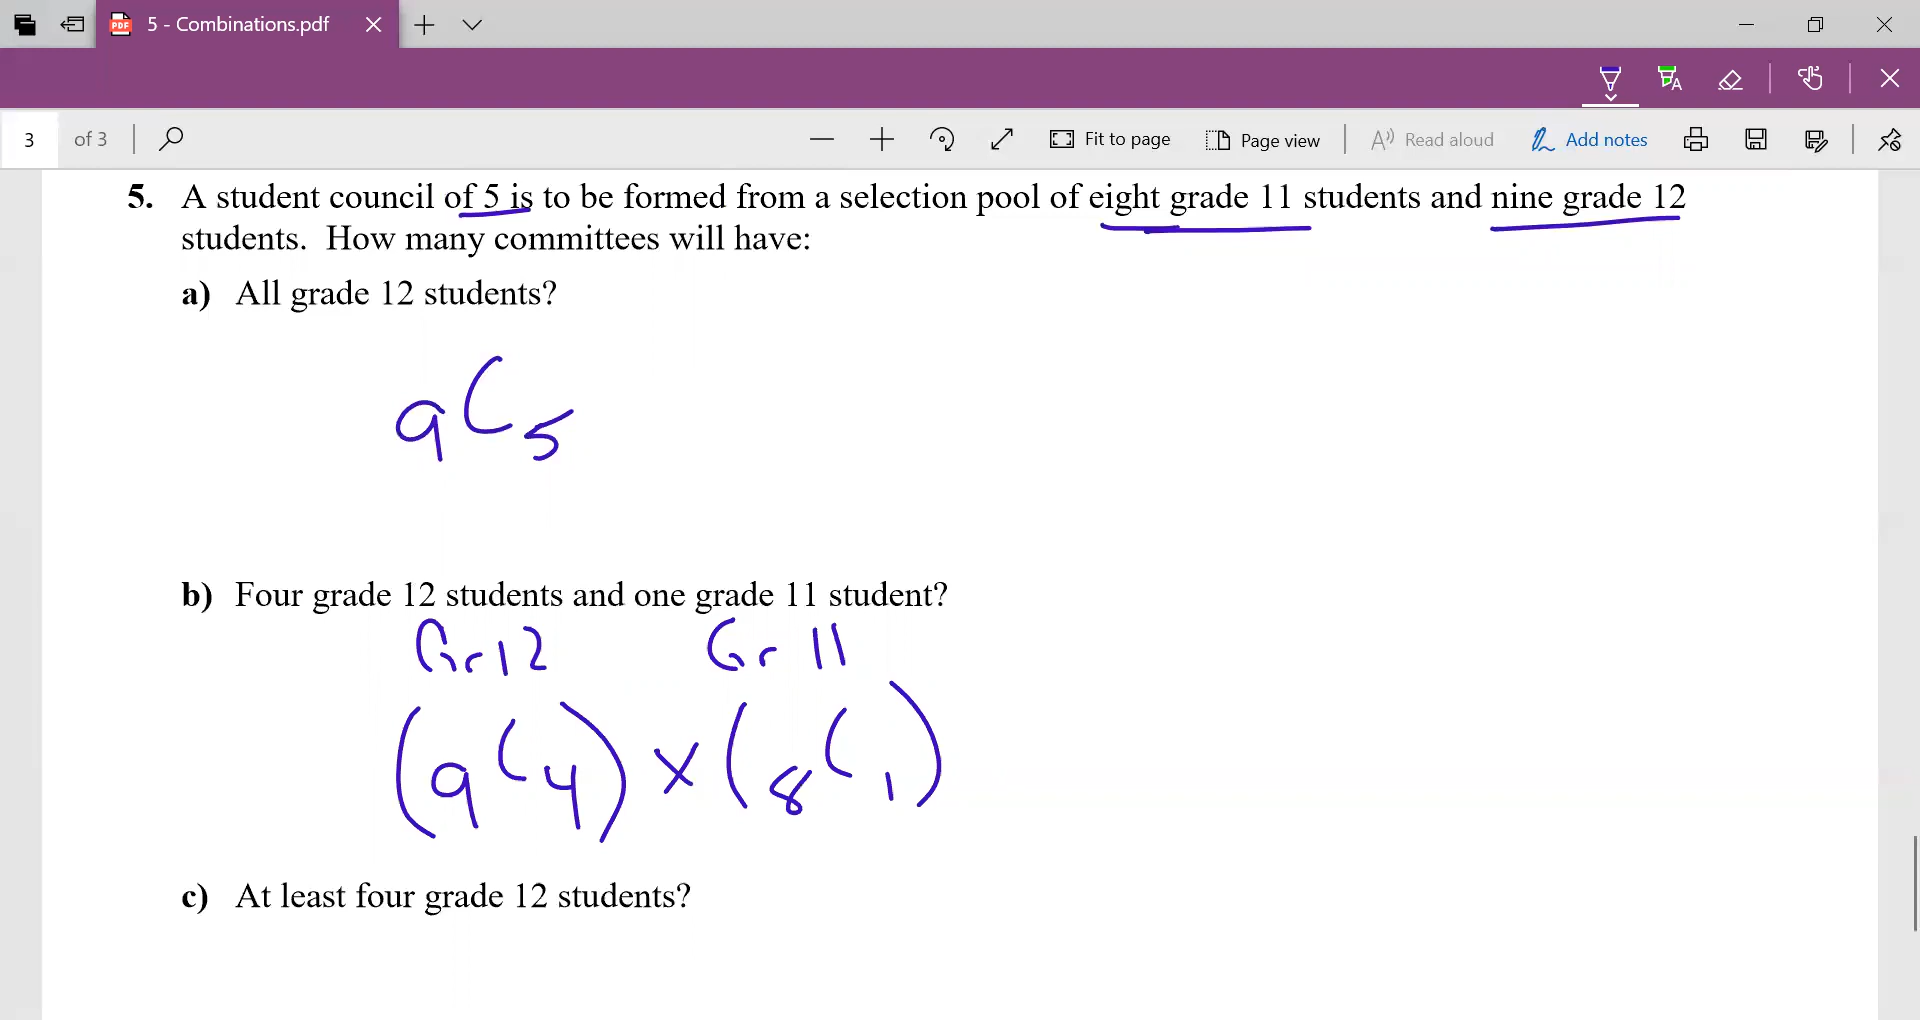 5 - Combinations.pdf
3 of 3 Fit to page Page view Read aloud Add notes
5. A student council of 5 is to be formed from a selection pool of eight grade 11 students and nine grade 12
students. How many committees will have:
a) All grade 12 students?
9C5
b) Four grade 12 students and one grade 11 student?
Gr12 Gr 11
(9C4) x (8C1)
c) At least four grade 12 students?